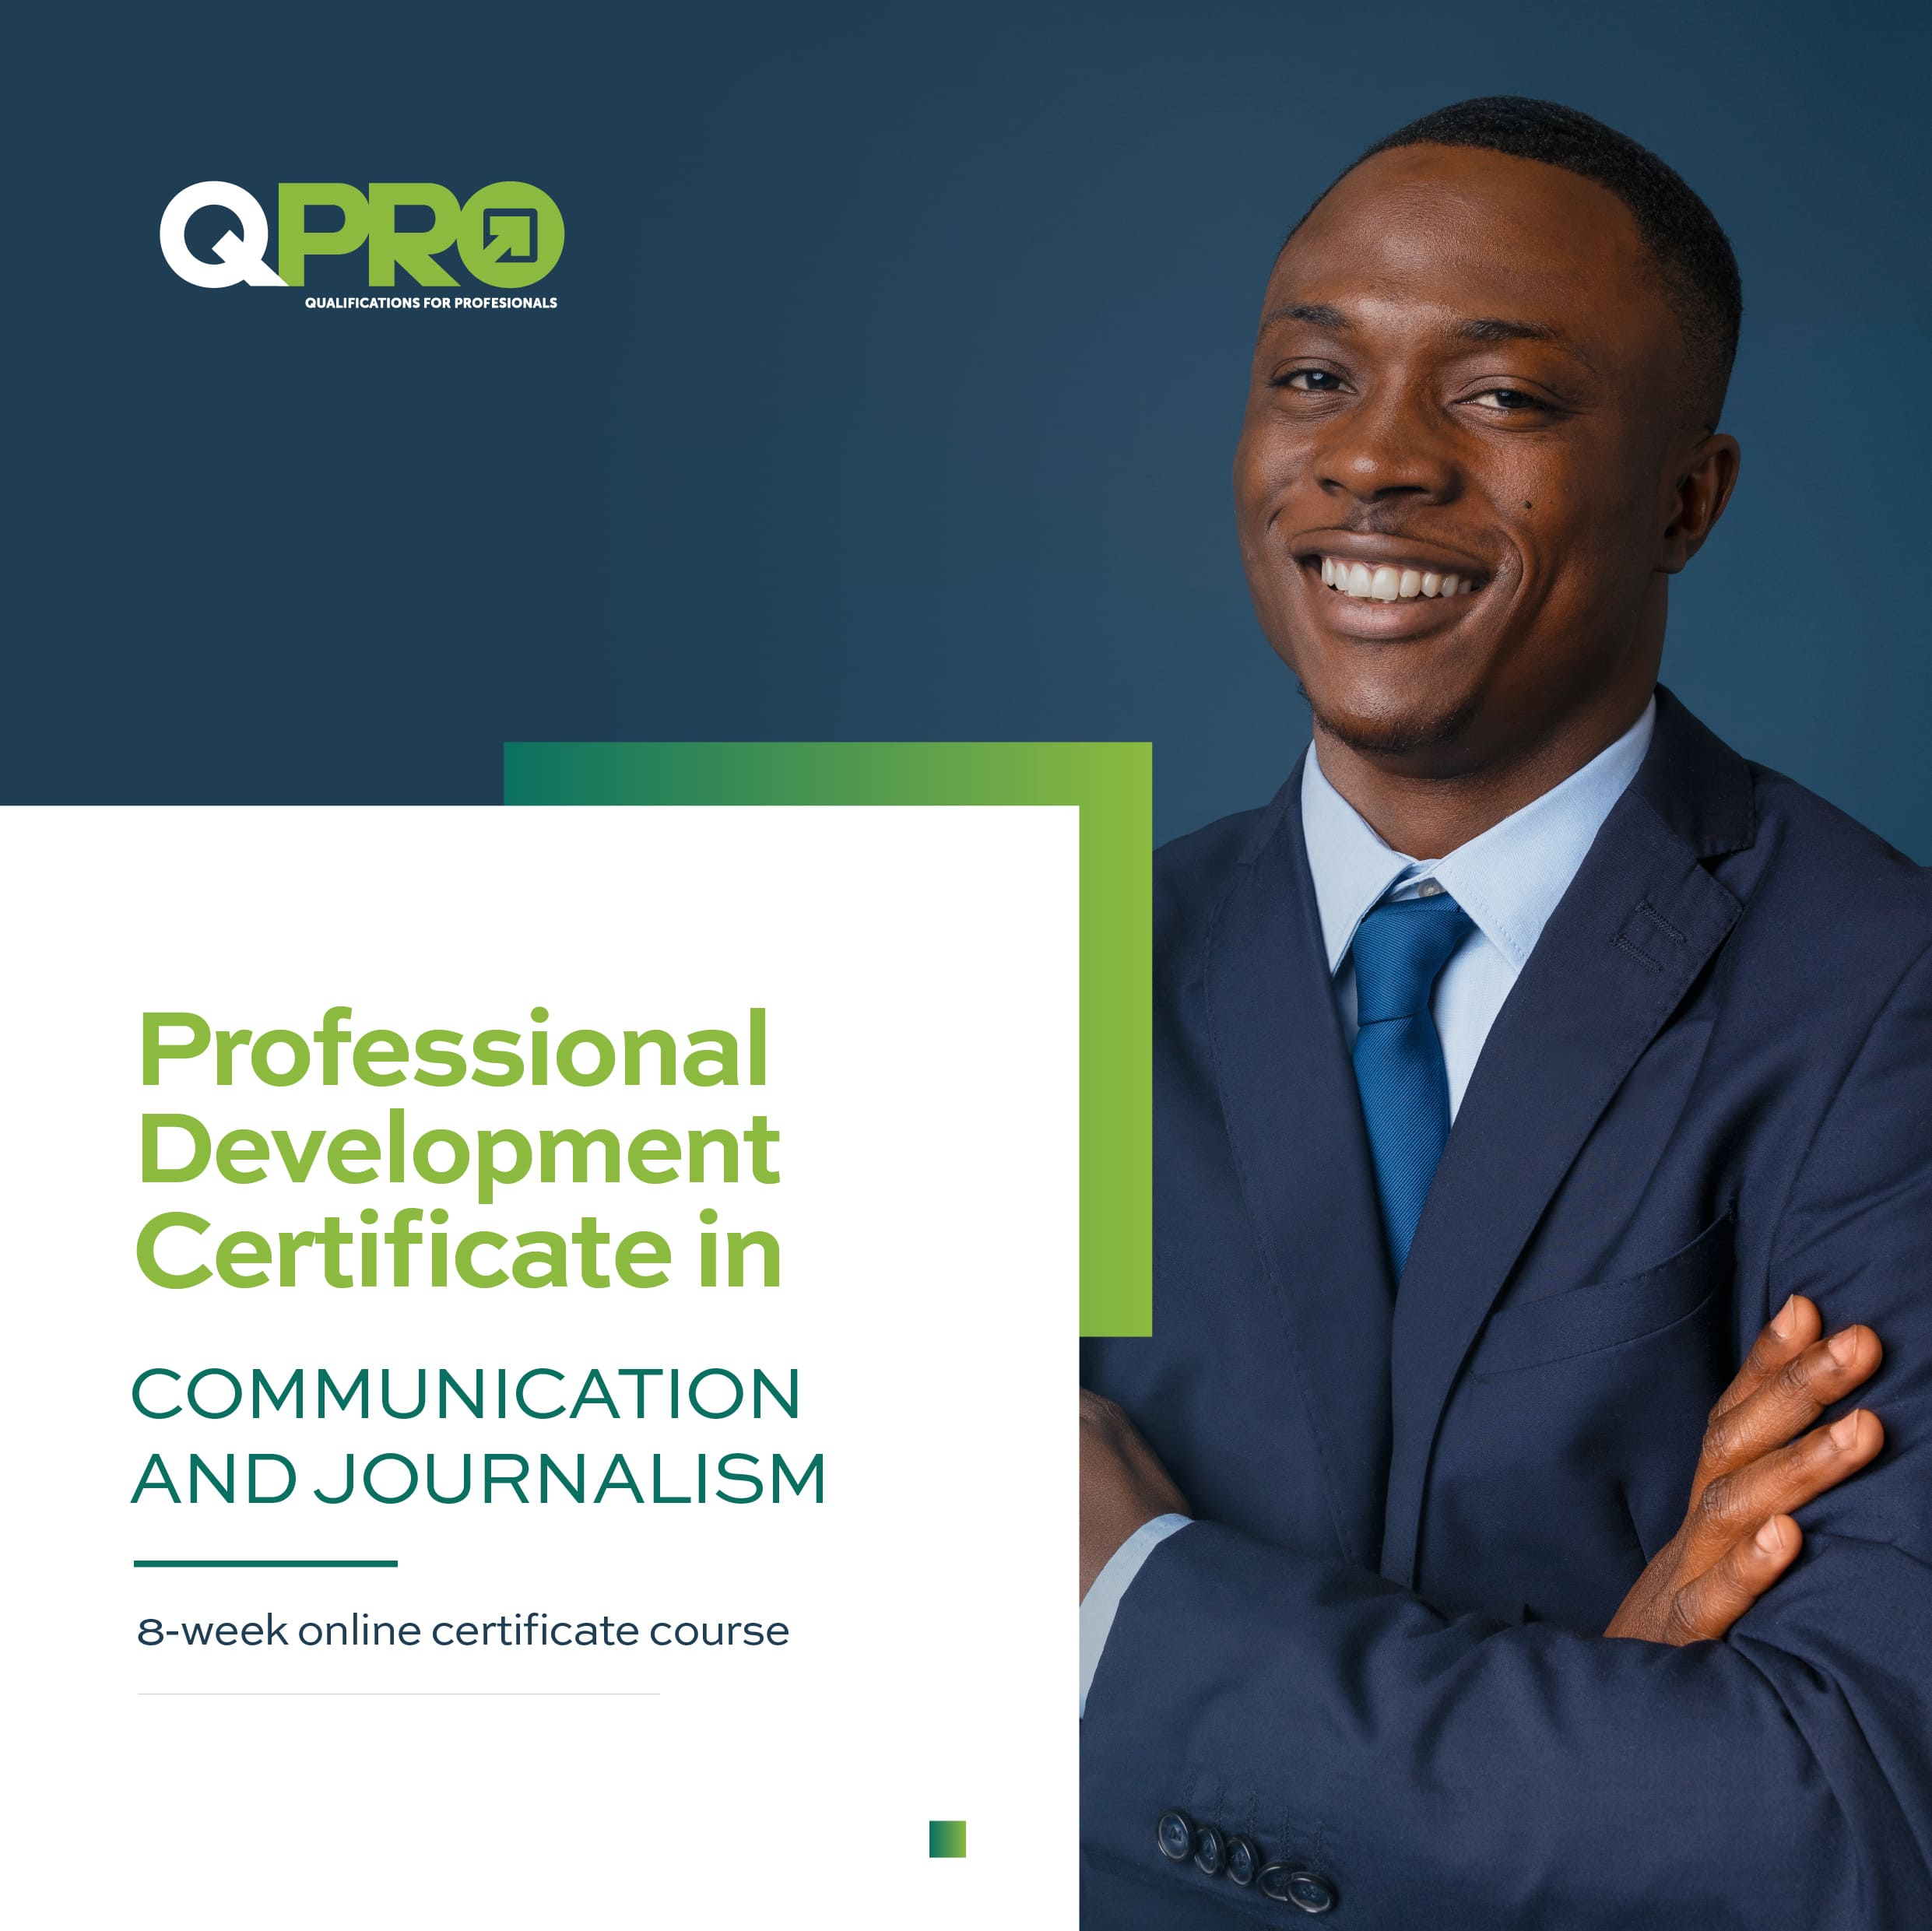 QPRO
QUALIFICATIONS FOR PROFESIONALS
Professional
Development
Certificate in
COMMUNICATION
AND JOURNALISM
8-week online certificate course